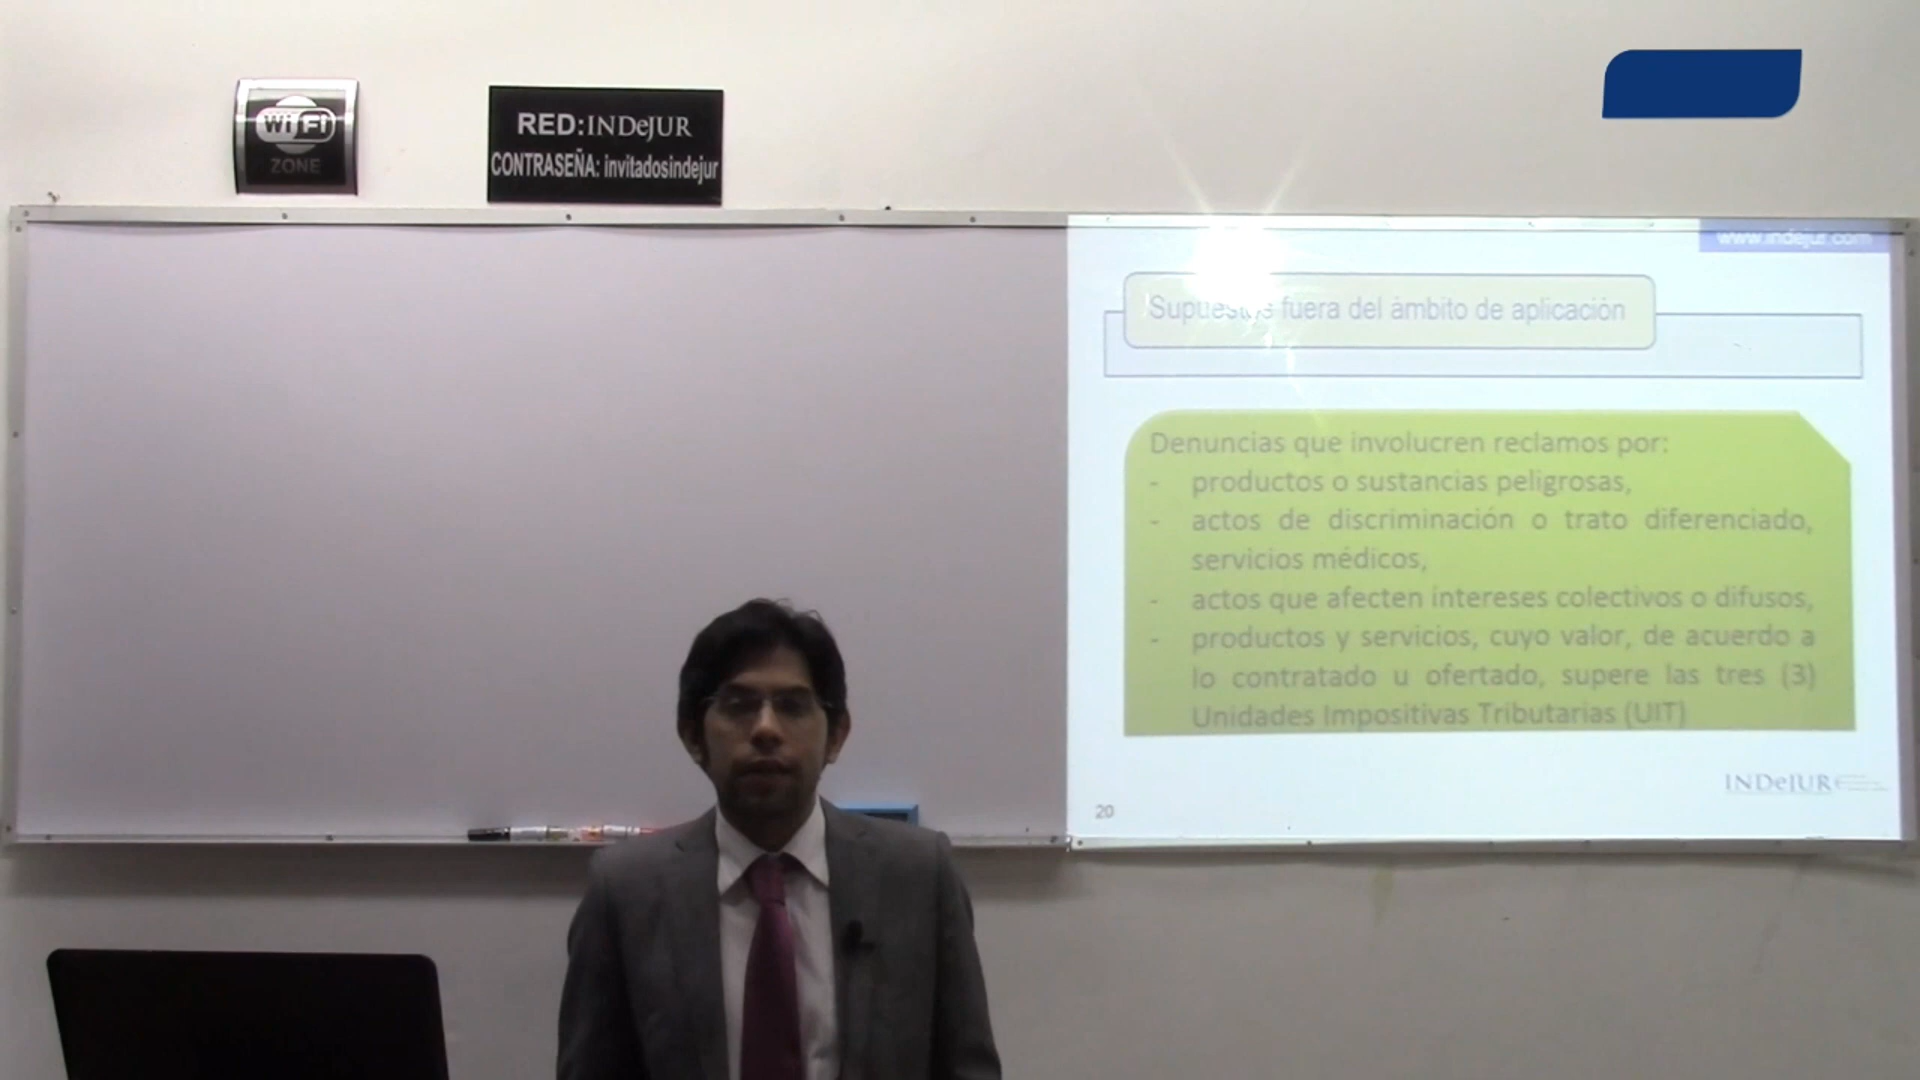 WiFi
ZONE
RED:INDeJUR
CONTRASEÑA: invitadosindejur
www.indejur.com
Supuestos fuera del ámbito de aplicación
Denuncias que involucren reclamos por:
- productos o sustancias peligrosas,
- actos de discriminación o trato diferenciado,
servicios médicos,
- actos que afecten intereses colectivos o difusos,
- productos y servicios, cuyo valor, de acuerdo a
lo contratado u ofertado, supere las tres (3)
Unidades Impositivas Tributarias (UIT)
INDeJUR
20